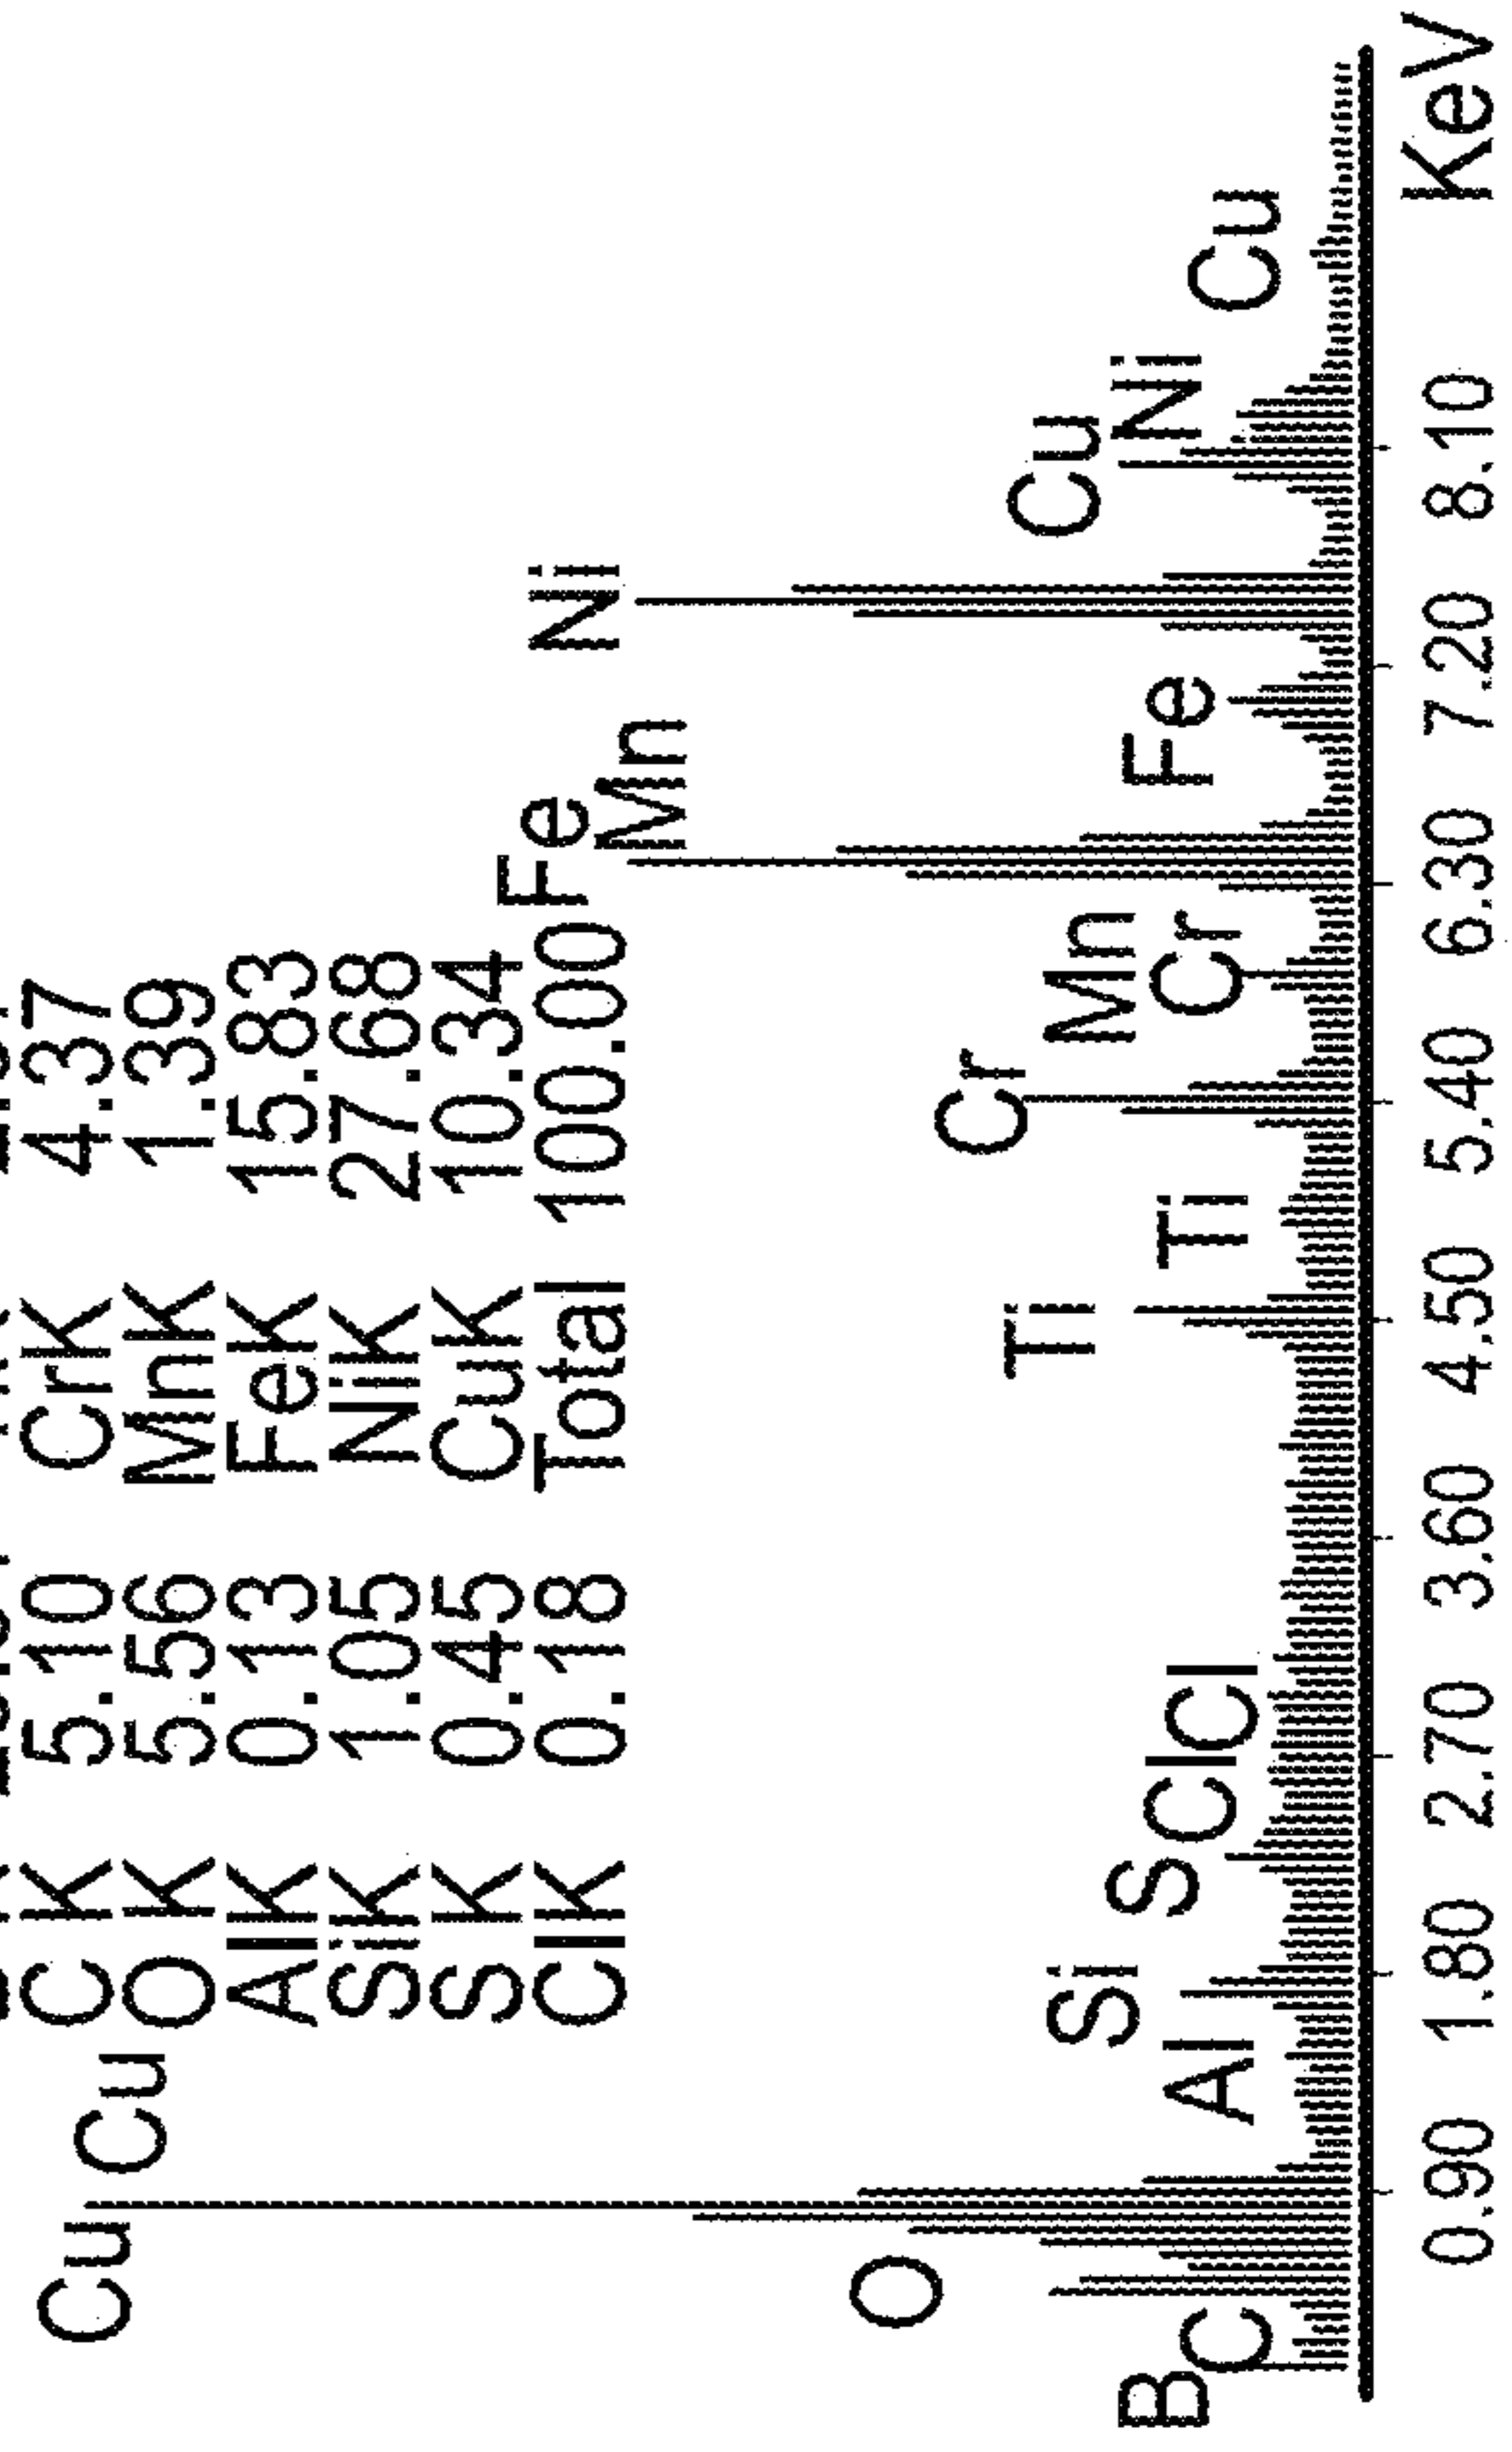 C K 5.10 CrK 4.37
O K 5.56 MnK 1.39
AlK 0.13 FeK 15.83
SiK 1.05 NiK 27.68
S K 0.45 CuK 10.34
ClK 0.18 Total 100.00
Cu Cu
O
B C
Al Si
S Cl Cl
Ti Ti
Cr Mn Cr
Fe Mn
Fe
Ni
Cu Ni
Cu
0.90 1.80 2.70 3.60 4.50 5.40 6.30 7.20 8.10 KeV